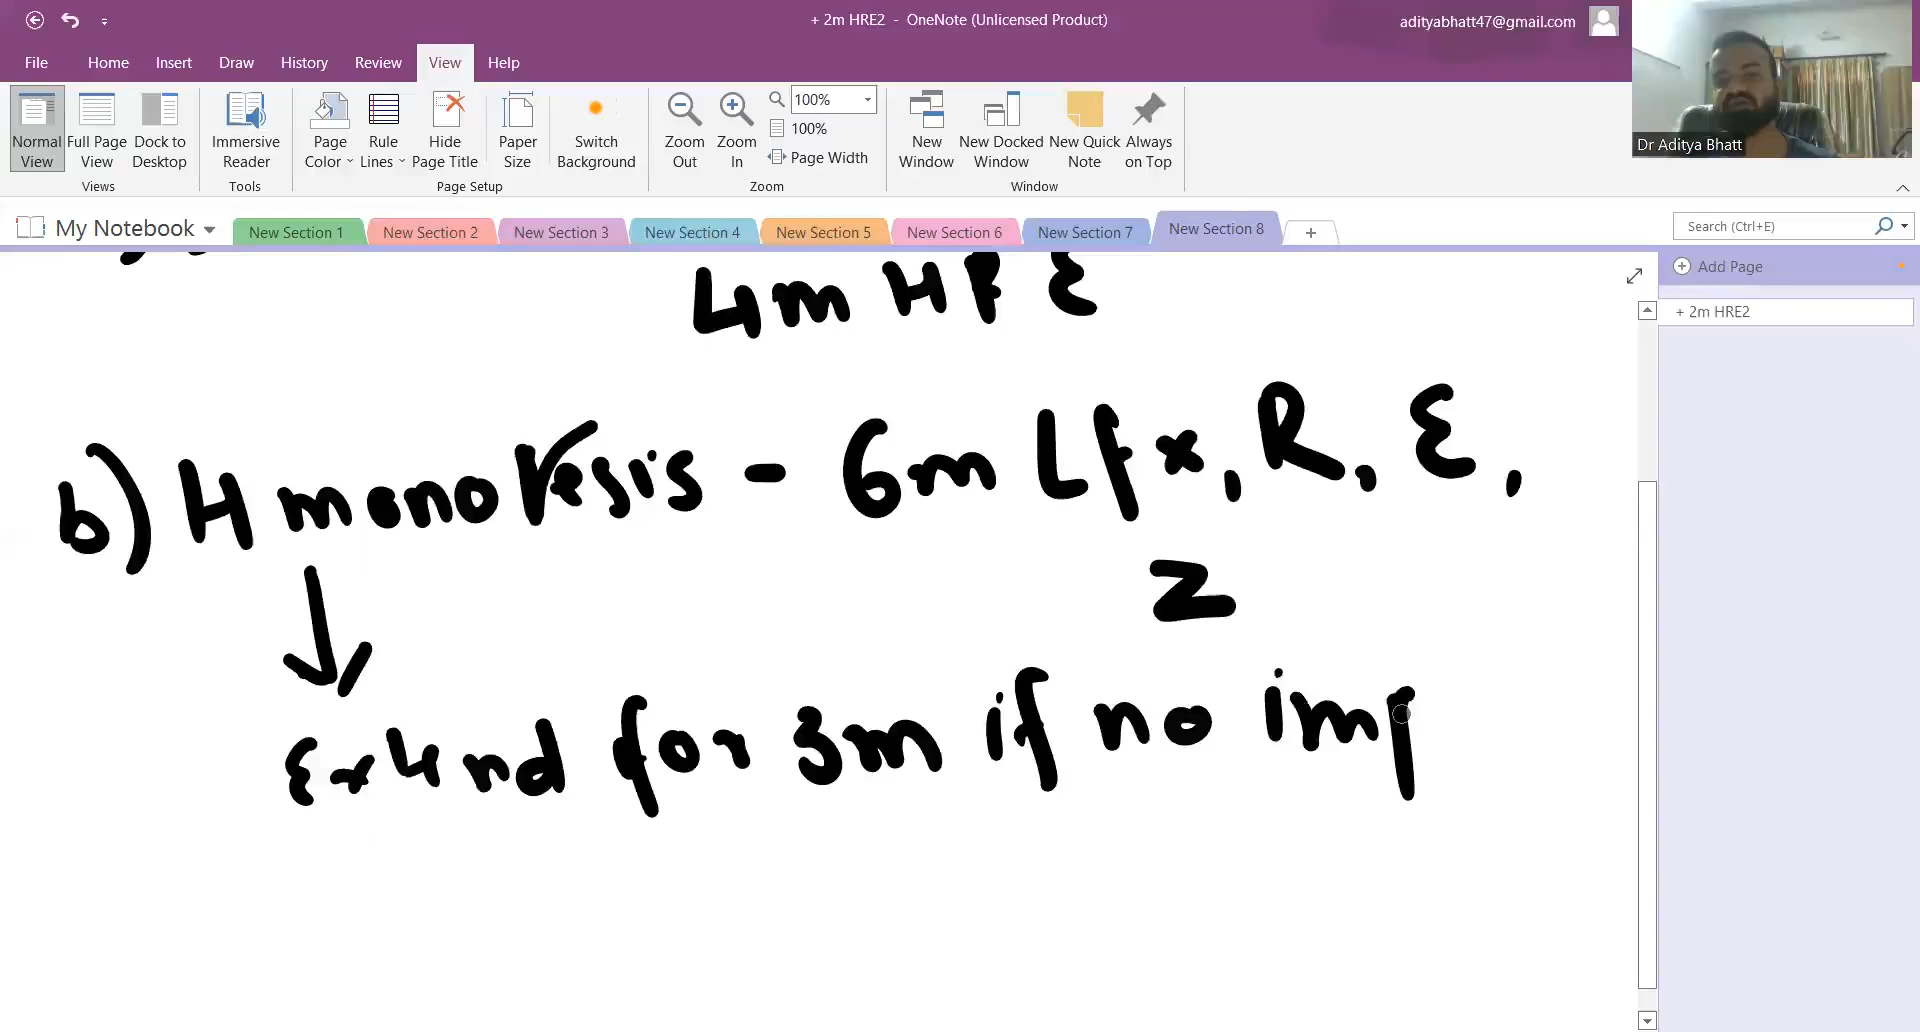 + 2m HRE2 - OneNote (Unlicensed Product)
adityabhatt47@gmail.com
File Home Insert Draw History Review View Help
Normal View
Full Page View
Dock to Desktop
Immersive Reader
Page Color
Rule Lines
Hide Page Title
Paper Size
Switch Background
Zoom Out
Zoom In
100%
100%
Page Width
New Window
New Docked Window
New Quick Note
Always on Top
Views Tools Page Setup Zoom Window
Dr Aditya Bhatt
My Notebook
New Section 1 New Section 2 New Section 3 New Section 4 New Section 5 New Section 6 New Section 7 New Section 8 +
Search (Ctrl+E)
Add Page
+ 2m HRE2
4m H R E
b) H mono resis - 6m Lfx, R, E,
Z
Extend for 3m if no imp